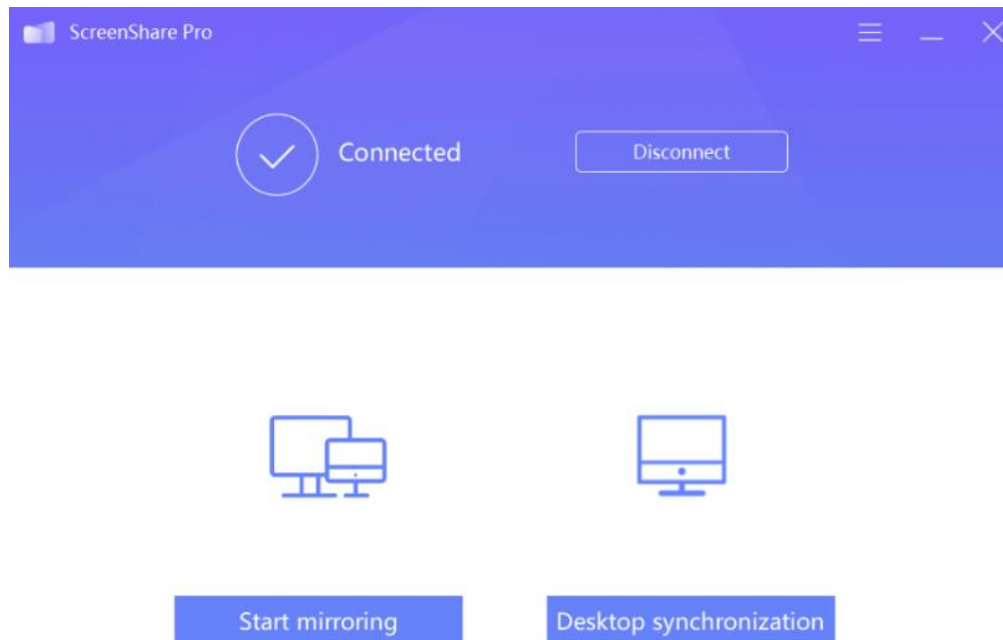 ScreenShare Pro
Connected
Disconnect
Start mirroring
Desktop synchronization